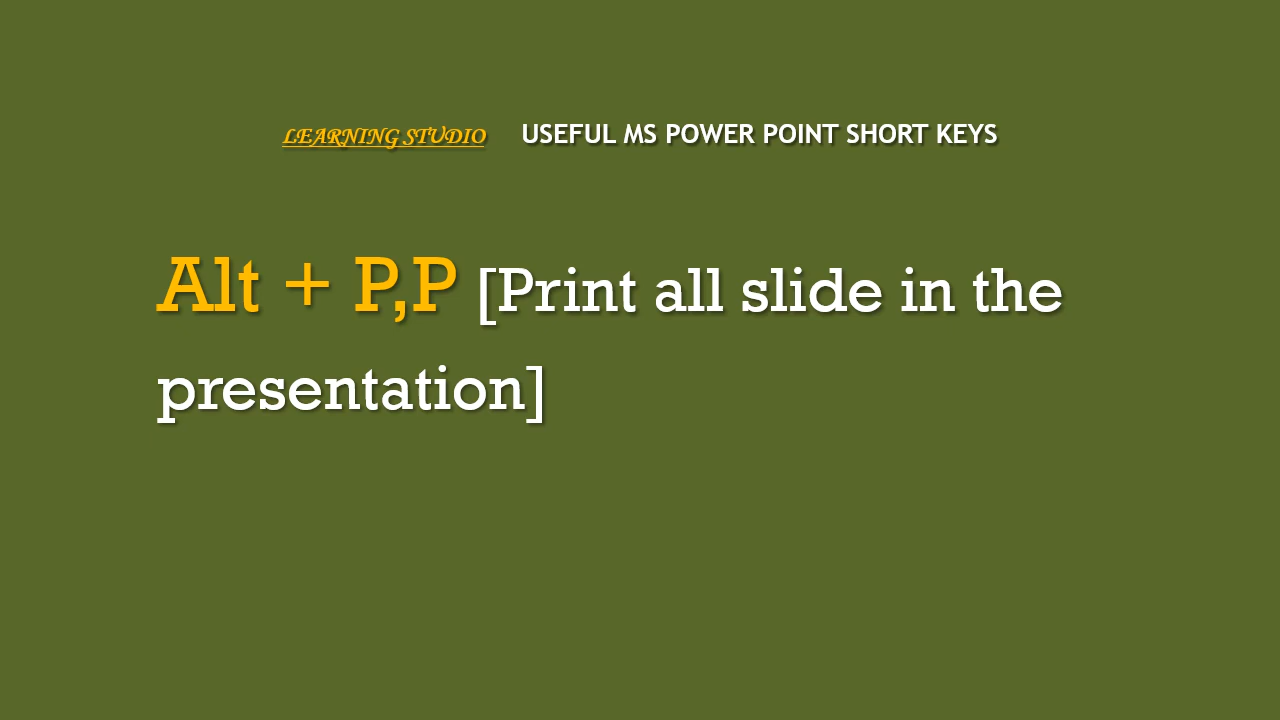 LEARNING STUDIO USEFUL MS POWER POINT SHORT KEYS
Alt + P,P [Print all slide in the
presentation]